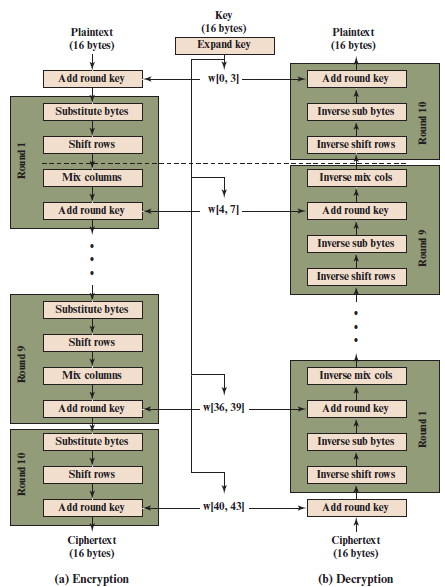 Key
(16 bytes)
Expand key
Plaintext
(16 bytes)
Add round key
Round 1
Substitute bytes
Shift rows
Mix columns
Add round key
Round 9
Substitute bytes
Shift rows
Mix columns
Add round key
Round 10
Substitute bytes
Shift rows
Add round key
Ciphertext
(16 bytes)
(a) Encryption
w[0, 3]
w[4, 7]
w[36, 39]
w[40, 43]
Plaintext
(16 bytes)
Add round key
Inverse sub bytes
Inverse shift rows
Round 10
Inverse mix cols
Add round key
Inverse sub bytes
Inverse shift rows
Round 9
Inverse mix cols
Add round key
Inverse sub bytes
Inverse shift rows
Round 1
Add round key
Ciphertext
(16 bytes)
(b) Decryption